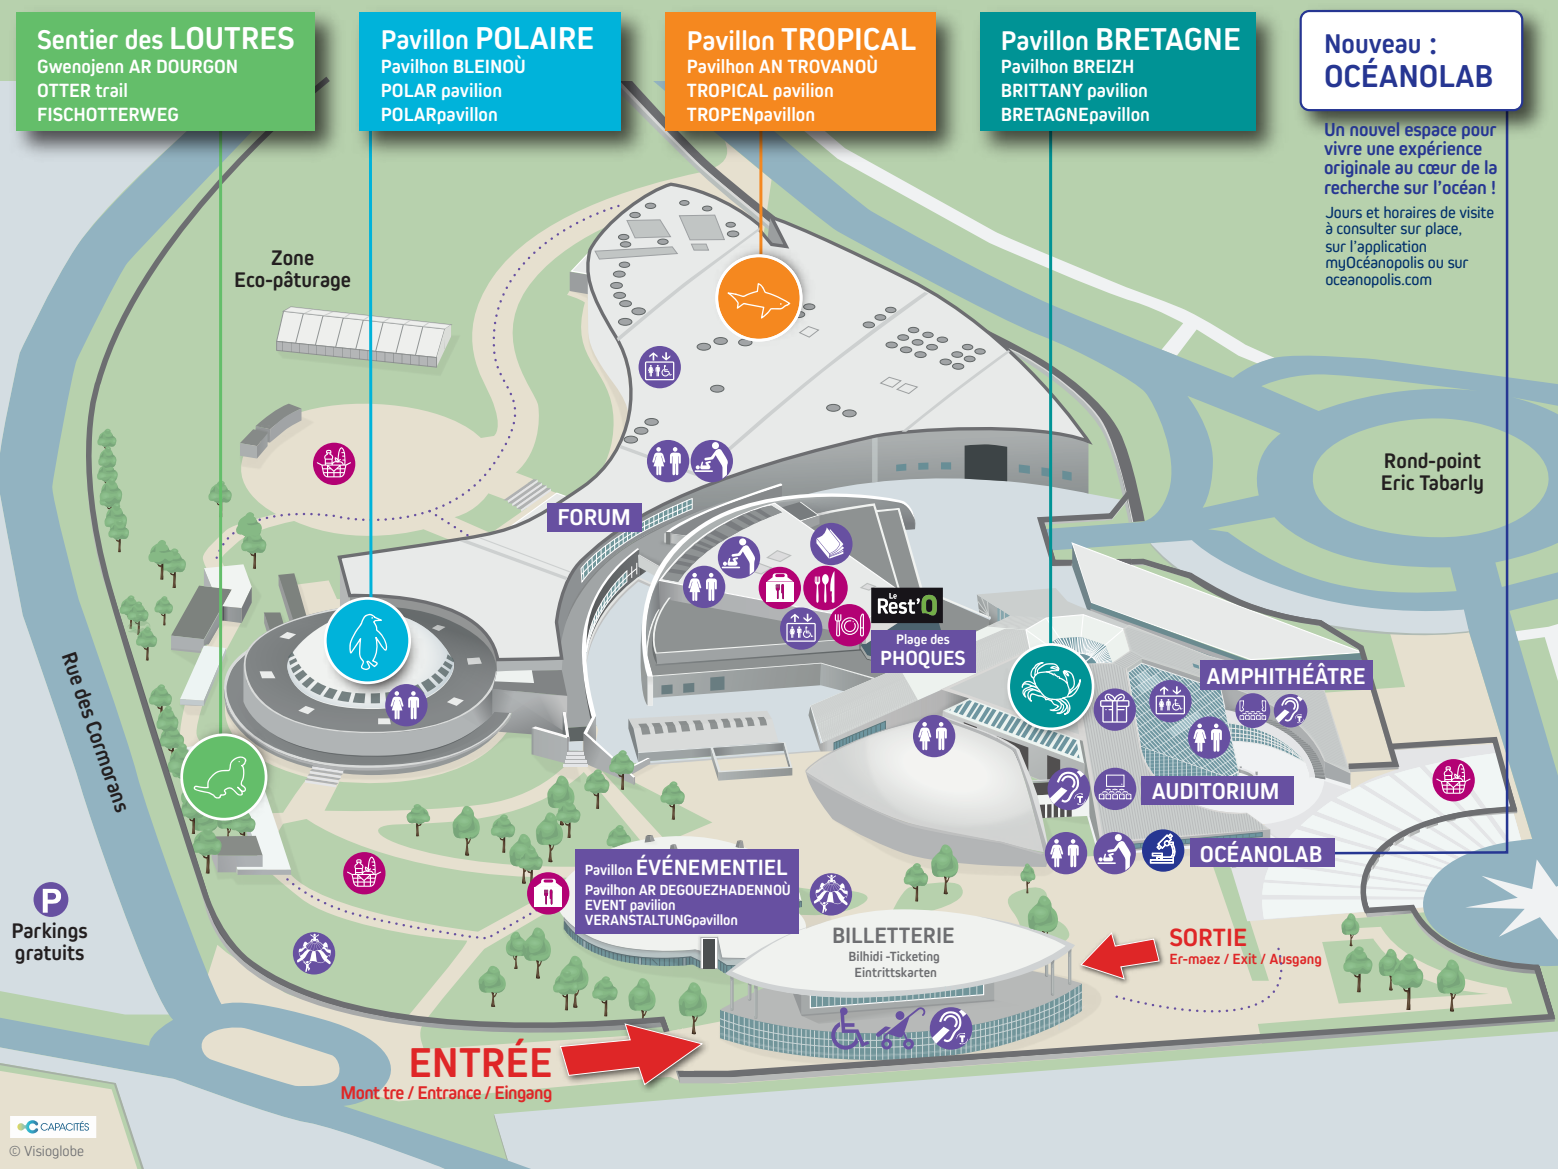 Sentier des LOUTRES
Gwenojenn AR DOURGON
OTTER trail
FISCHOTTERWEG
Pavillon POLAIRE
Pavilhon BLEINOÙ
POLAR pavilion
POLARpavillon
Pavillon TROPICAL
Pavilhon AN TROVANOÙ
TROPICAL pavilion
TROPENpavillon
Pavillon BRETAGNE
Pavilhon BREIZH
BRITTANY pavilion
BRETAGNEpavillon
Nouveau :
OCÉANOLAB
Un nouvel espace pour
vivre une expérience
originale au cœur de la
recherche sur l'océan !
Jours et horaires de visite
à consulter sur place,
sur l'application
myOcéanopolis ou sur
oceanopolis.com
Zone
Eco-pâturage
Rond-point
Eric Tabarly
FORUM
Le
Rest'O
Plage des
PHOQUES
AMPHITHÉÂTRE
Rue des Cormorans
AUDITORIUM
OCÉANOLAB
Pavillon ÉVÉNEMENTIEL
Pavilhon AR DEGOUEZHADENNOÙ
EVENT pavilion
VERANSTALTUNGpavillon
P
Parkings
gratuits
BILLETTERIE
Bilhidi -Ticketing
Eintrittskarten
SORTIE
Er-maez / Exit / Ausgang
ENTRÉE
Mont tre / Entrance / Eingang
CAPACITÉS
© Visioglobe